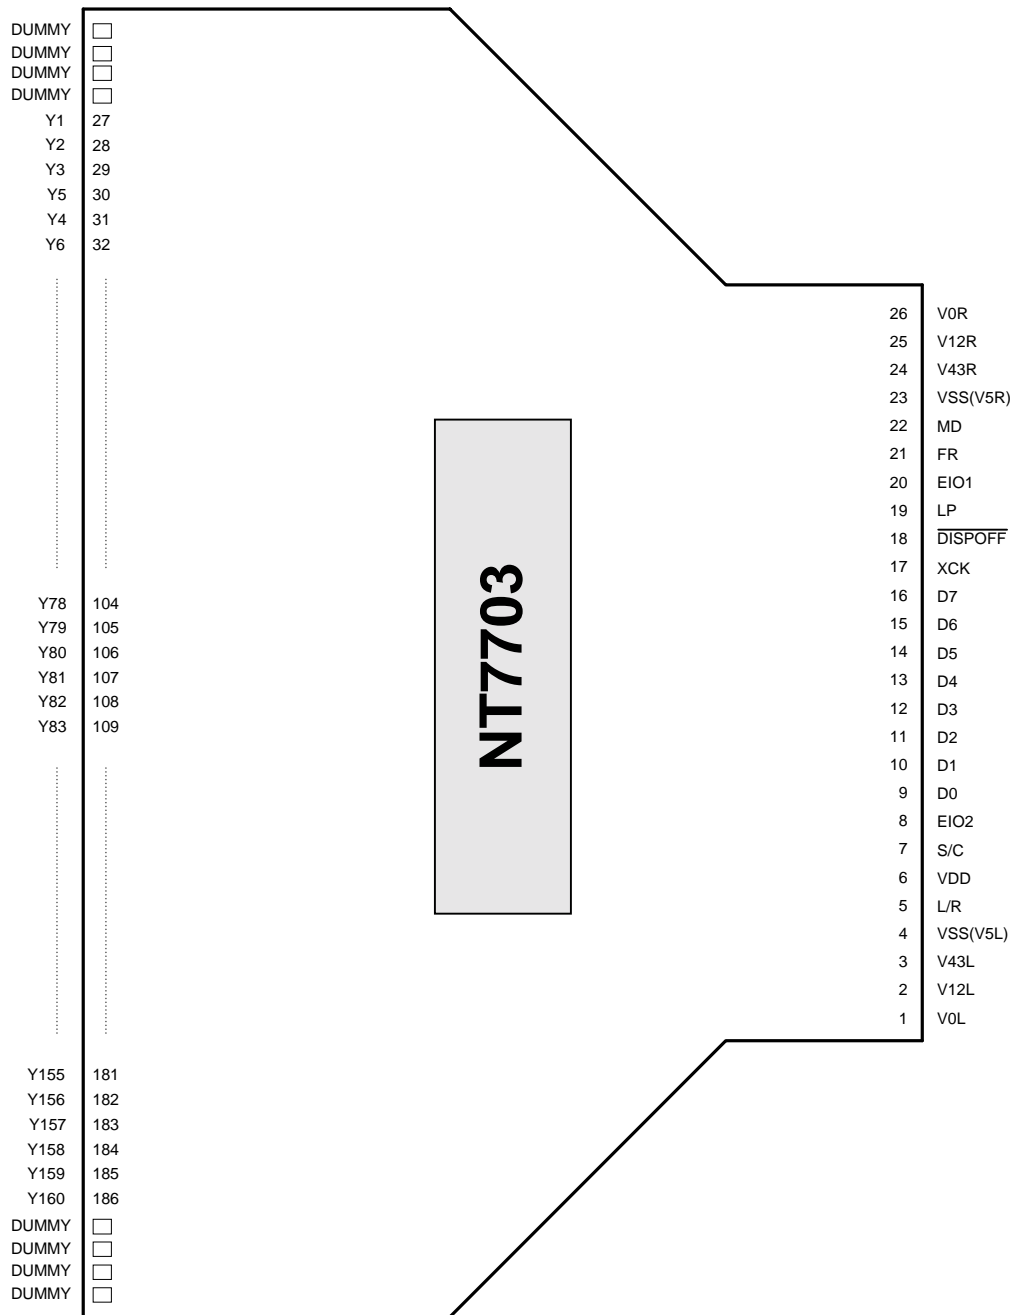 DUMMY
DUMMY
DUMMY
DUMMY
Y1 27
Y2 28
Y3 29
Y5 30
Y4 31
Y6 32
Y78 104
Y79 105
Y80 106
Y81 107
Y82 108
Y83 109
Y155 181
Y156 182
Y157 183
Y158 184
Y159 185
Y160 186
DUMMY
DUMMY
DUMMY
DUMMY
NT7703
26 V0R
25 V12R
24 V43R
23 VSS(V5R)
22 MD
21 FR
20 EIO1
19 LP
18 DISPOFF
17 XCK
16 D7
15 D6
14 D5
13 D4
12 D3
11 D2
10 D1
9 D0
8 EIO2
7 S/C
6 VDD
5 L/R
4 VSS(V5L)
3 V43L
2 V12L
1 V0L